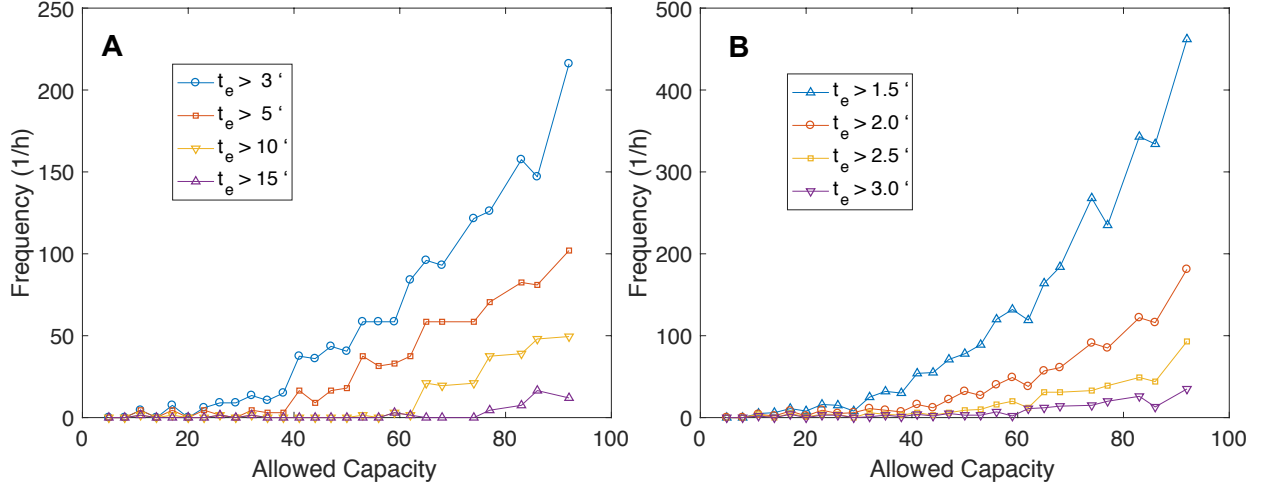 A
t_e > 3 ‘
t_e > 5 ‘
t_e > 10 ‘
t_e > 15 ‘
Frequency (1/h)
250
200
150
100
50
0
0 20 40 60 80 100
Allowed Capacity
B
t_e > 1.5 ‘
t_e > 2.0 ‘
t_e > 2.5 ‘
t_e > 3.0 ‘
Frequency (1/h)
500
400
300
200
100
0
0 20 40 60 80 100
Allowed Capacity